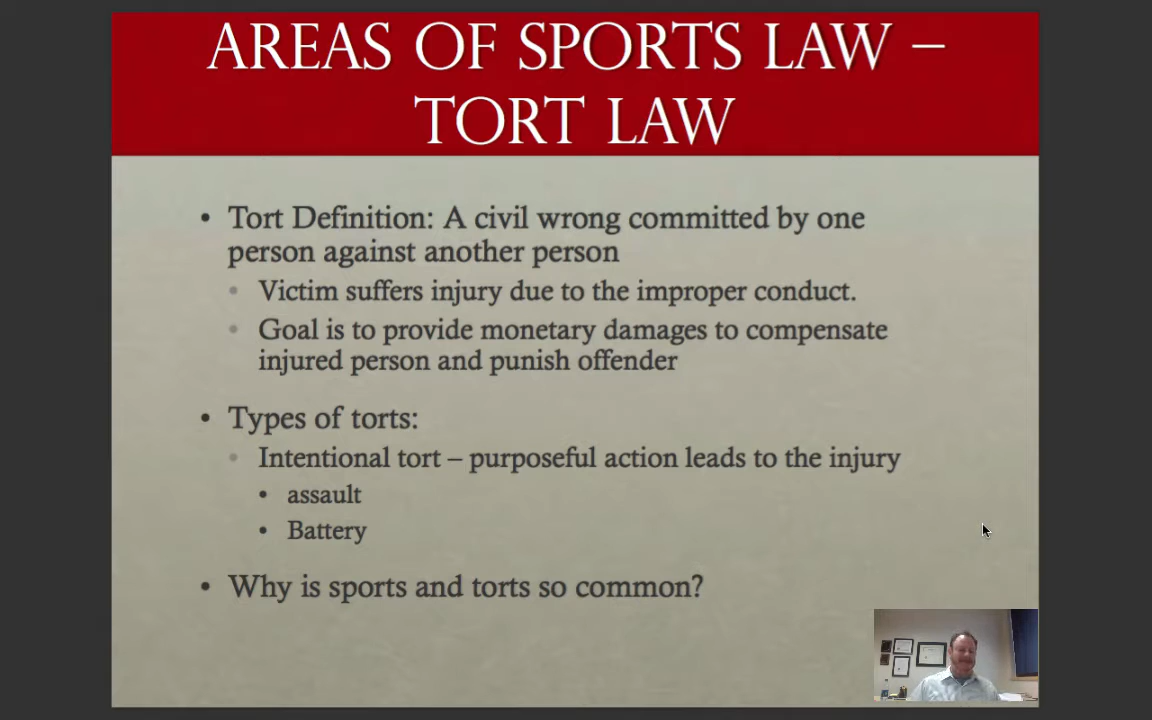 AREAS OF SPORTS LAW –
TORT LAW
• Tort Definition: A civil wrong committed by one
person against another person
• Victim suffers injury due to the improper conduct.
• Goal is to provide monetary damages to compensate
injured person and punish offender
• Types of torts:
• Intentional tort – purposeful action leads to the injury
• assault
• Battery
• Why is sports and torts so common?